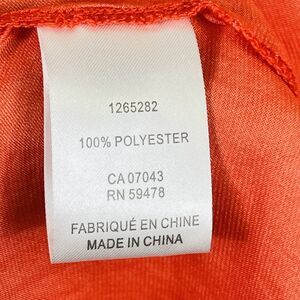 1265282
100% POLYESTER
CA 07043
RN 59478
FABRIQUÉ EN CHINE
MADE IN CHINA